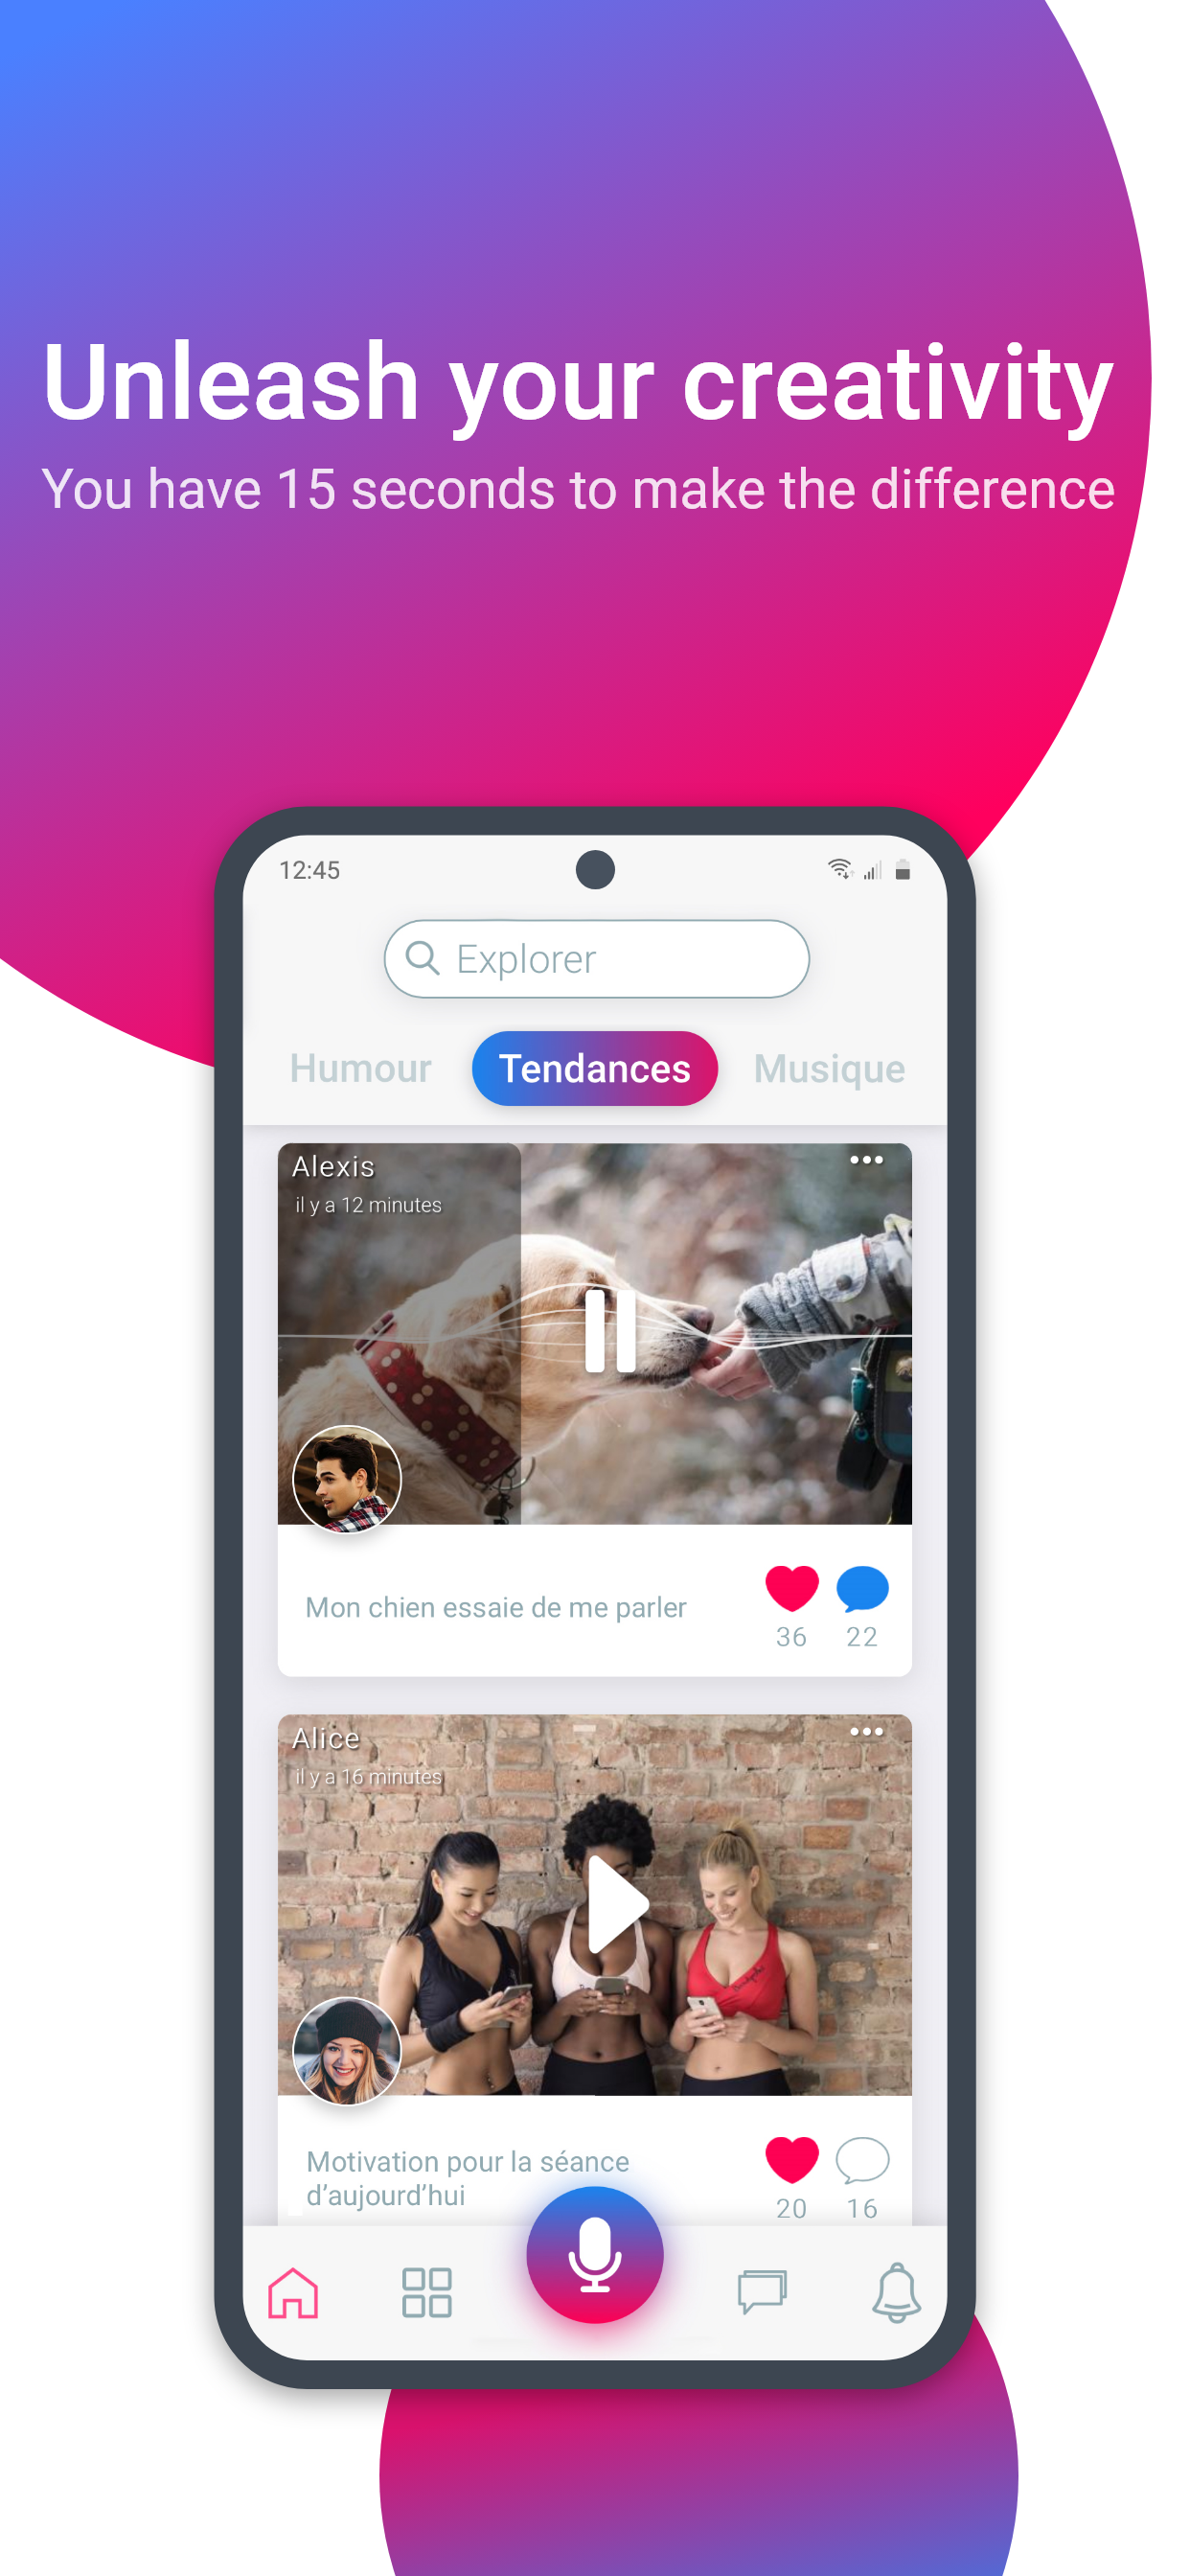 Unleash your creativity
You have 15 seconds to make the difference
12:45
Explorer
Humour
Tendances
Musique
Alexis
il y a 12 minutes
Mon chien essaie de me parler
36
22
Alice
il y a 16 minutes
Motivation pour la séance
d’aujourd’hui
20
16